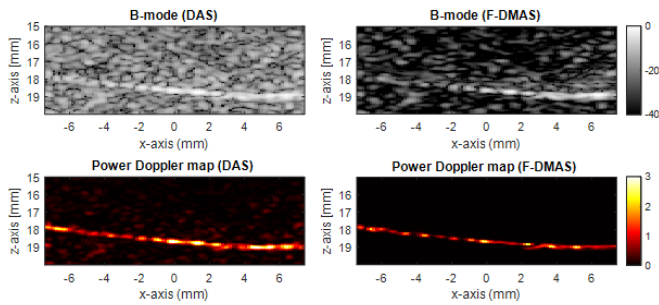 B-mode (DAS)
B-mode (F-DMAS)
15
16
17
18
19
z-axis [mm]
-6 -4 -2 0 2 4 6
x-axis (mm)
16
17
18
19
z-axis [mm]
-6 -4 -2 0 2 4 6
x-axis (mm)
0
-20
-40
Power Doppler map (DAS)
Power Doppler map (F-DMAS)
15
16
17
18
19
z-axis [mm]
-6 -4 -2 0 2 4 6
x-axis (mm)
16
17
18
19
z-axis [mm]
-6 -4 -2 0 2 4 6
x-axis (mm)
3
2
1
0